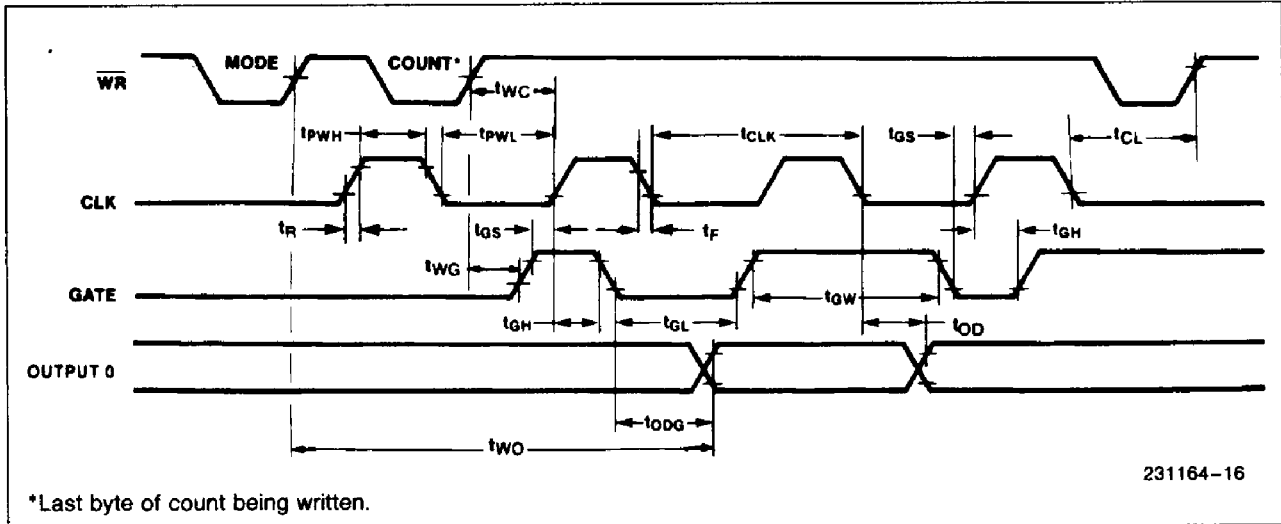 MODE COUNT*
WR
tWC
tPWH tPWL tCLK tGS tCL
CLK
tR tGS tF tGH
tWG
GATE
tGH tGL tGW
tOD
OUTPUT 0
tODG
tWO
231164-16
*Last byte of count being written.